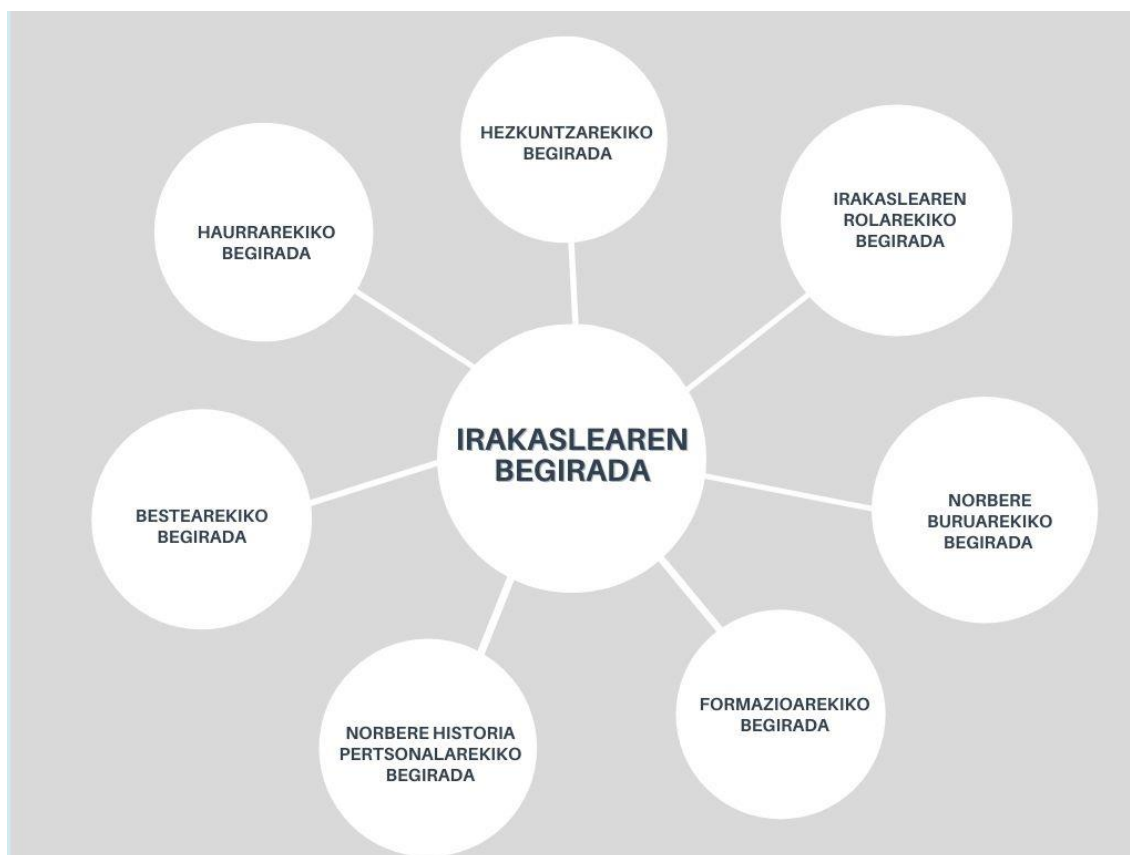 HEZKUNTZAREKIKO
BEGIRADA
IRAKASLEAREN
ROLAREKIKO
BEGIRADA
HAURRAREKIKO
BEGIRADA
IRAKASLEAREN
BEGIRADA
BESTEAREKIKO
BEGIRADA
NORBERE
BURUAREKIKO
BEGIRADA
FORMAZIOAREKIKO
BEGIRADA
NORBERE HISTORIA
PERTSONALAREKIKO
BEGIRADA